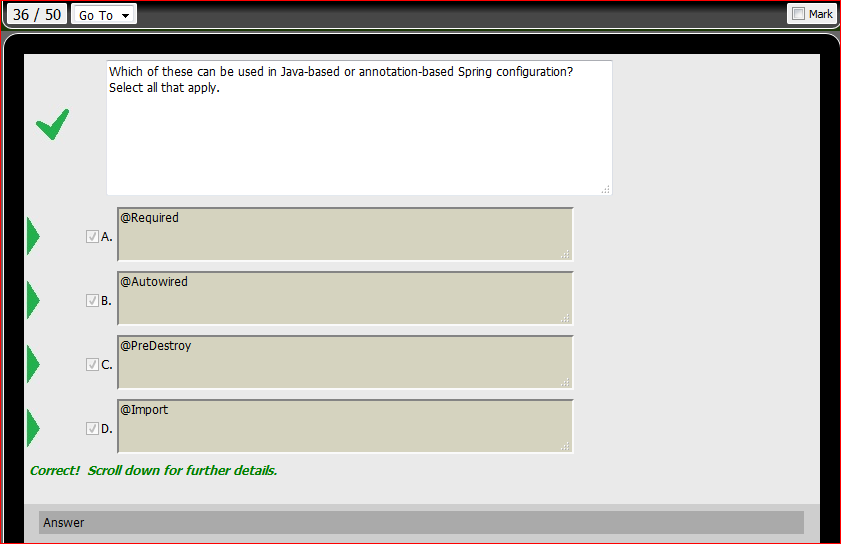 36 / 50 Go To Mark
Which of these can be used in Java-based or annotation-based Spring configuration?
Select all that apply.
A. @Required
B. @Autowired
C. @PreDestroy
D. @Import
Correct! Scroll down for further details.
Answer